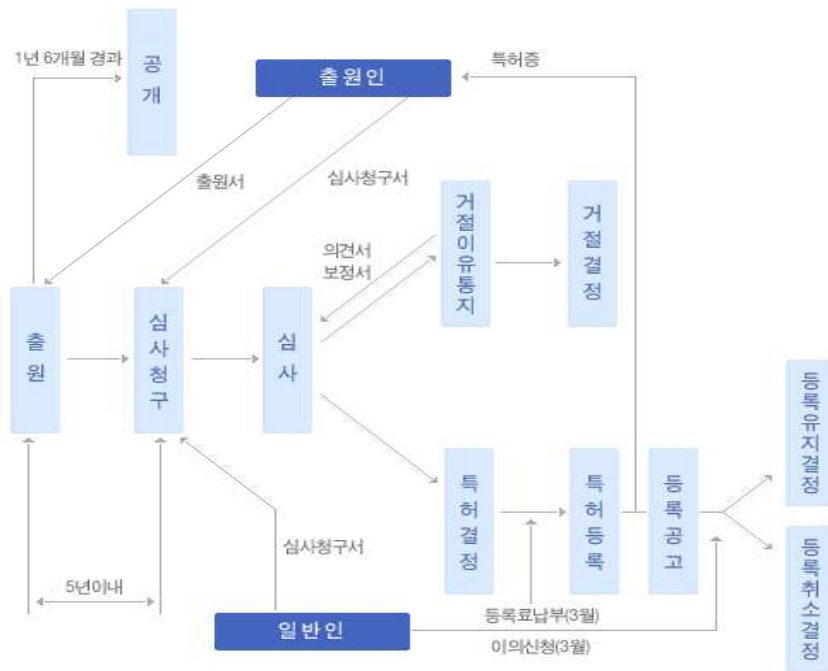 1년 6개월 경과
공개
출원인
특허증
출원서
심사청구서
거절이유통지
거절결정
의견서
보정서
출원
심사청구
심사
등록유지결정
특허결정
특허등록
등록공고
심사청구서
등록취소결정
5년이내
등록료납부(3월)
일반인
이의신청(3월)